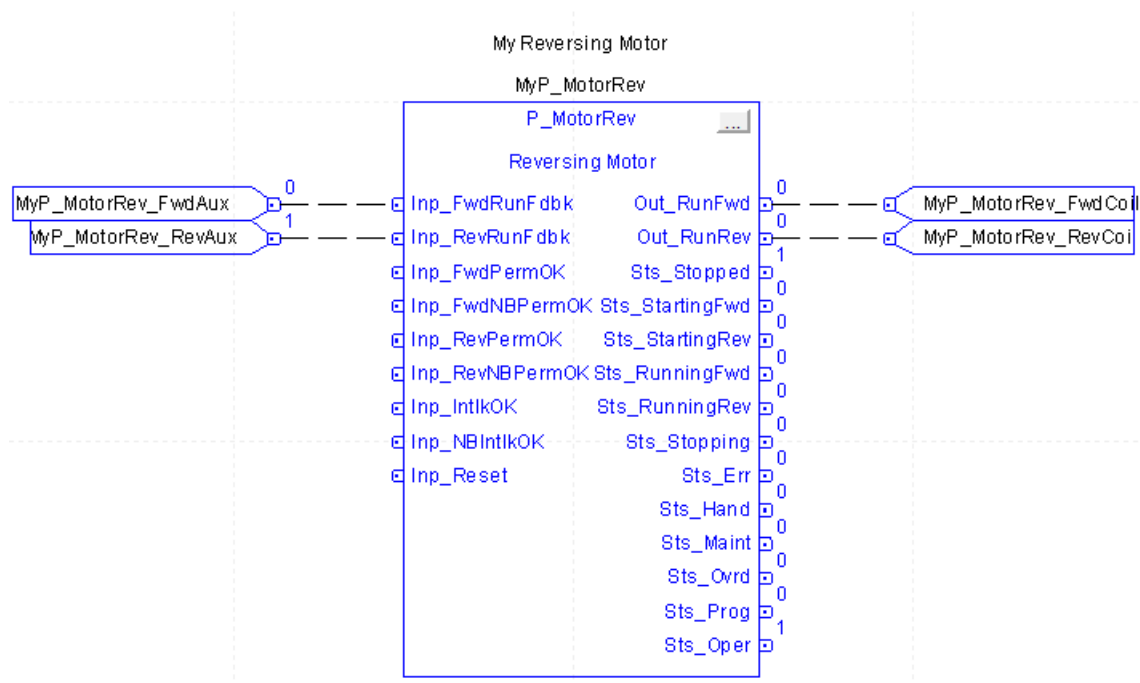 My Reversing Motor
MyP_MotorRev
P_MotorRev ...
Reversing Motor
MyP_MotorRev_FwdAux 0 Inp_FwdRunFdbk Out_RunFwd 0 MyP_MotorRev_FwdCoil
MyP_MotorRev_RevAux 1 Inp_RevRunFdbk Out_RunRev 0 MyP_MotorRev_RevCoi
Inp_FwdPermOK Sts_Stopped 1
Inp_FwdNBPermOK Sts_StartingFwd 0
Inp_RevPermOK Sts_StartingRev 0
Inp_RevNBPermOK Sts_RunningFwd 0
Inp_IntlkOK Sts_RunningRev 0
Inp_NBIntlkOK Sts_Stopping 0
Inp_Reset Sts_Err 0
Sts_Hand 0
Sts_Maint 0
Sts_Ovrd 0
Sts_Prog 0
Sts_Oper 1